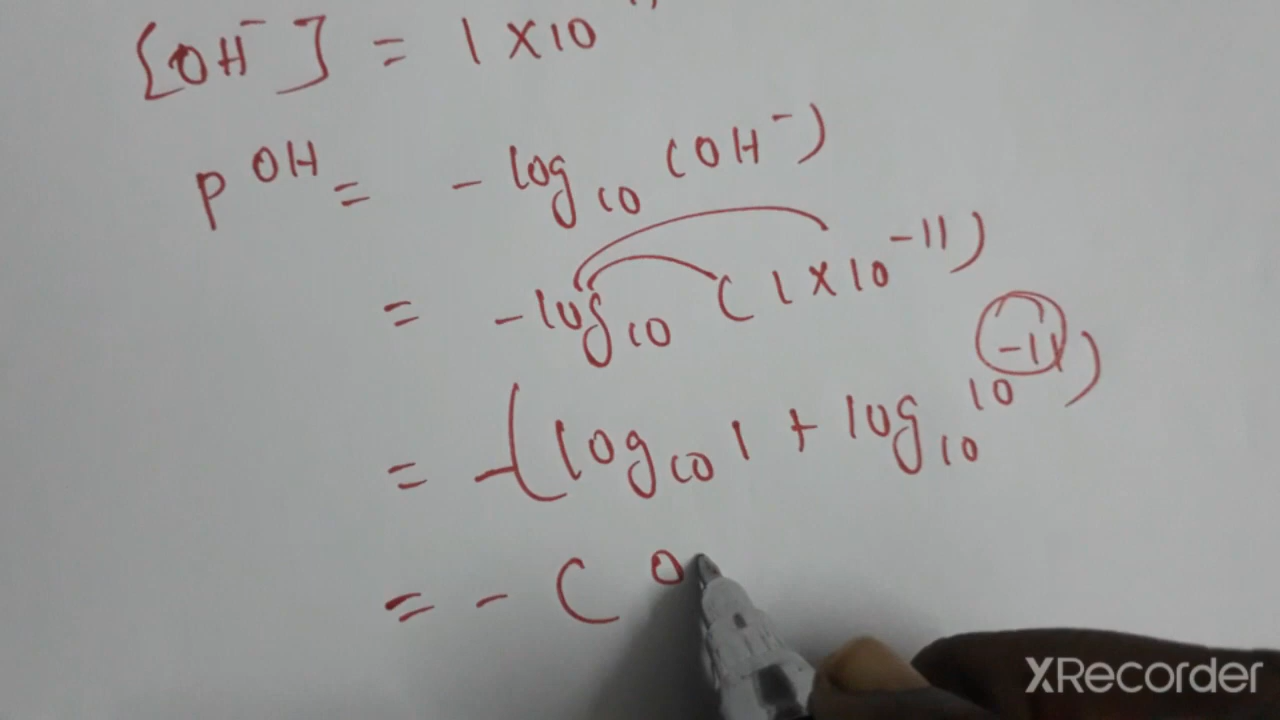 [OH⁻] = 1 × 10
pOH = - log₁₀ (OH⁻)
= - log₁₀ (1 × 10⁻¹¹)
= - (log₁₀ 1 + log₁₀ 10⁻¹¹)
= - ( 0
XRecorder